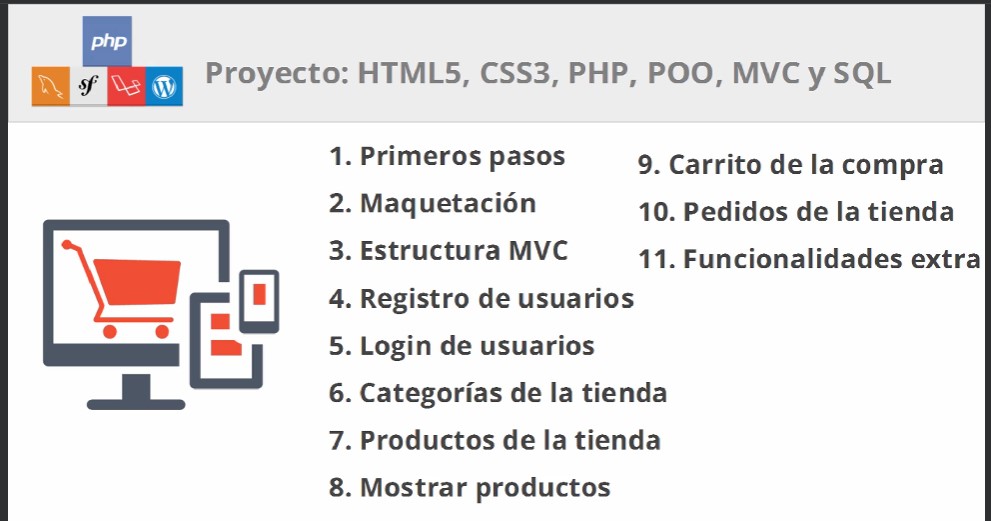 php
sf
Proyecto: HTML5, CSS3, PHP, POO, MVC y SQL
1. Primeros pasos
2. Maquetación
3. Estructura MVC
4. Registro de usuarios
5. Login de usuarios
6. Categorías de la tienda
7. Productos de la tienda
8. Mostrar productos
9. Carrito de la compra
10. Pedidos de la tienda
11. Funcionalidades extra